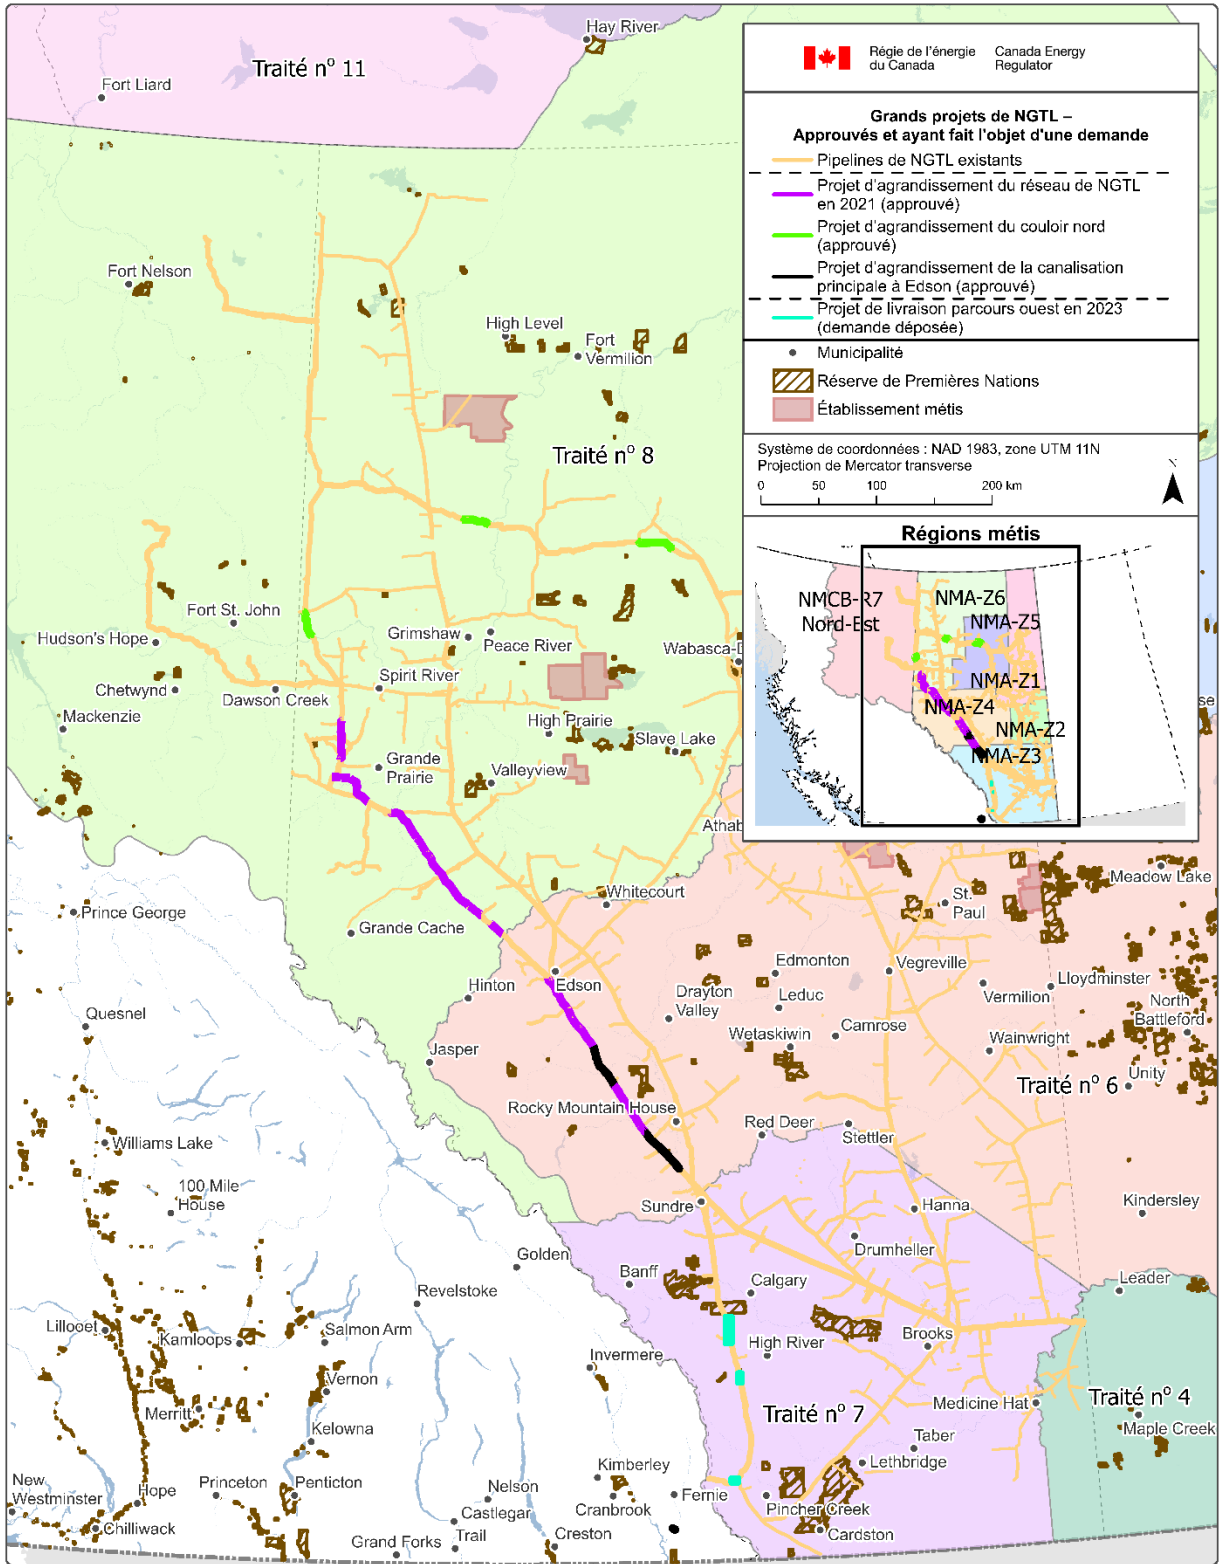 Hay River
Traité nº 11
Fort Liard
Régie de l'énergie
du Canada
Canada Energy
Regulator
Grands projets de NGTL –
Approuvés et ayant fait l'objet d'une demande
Pipelines de NGTL existants
Projet d'agrandissement du réseau de NGTL
en 2021 (approuvé)
Projet d'agrandissement du couloir nord
(approuvé)
Projet d'agrandissement de la canalisation
principale à Edson (approuvé)
Projet de livraison parcours ouest en 2023
(demande déposée)
Municipalité
Réserve de Premières Nations
Établissement métis
Système de coordonnées : NAD 1983, zone UTM 11N
Projection de Mercator transverse
N
0 50 100 200 km
Régions métis
NMCB-R7
Nord-Est
NMA-Z6
NMA-Z5
NMA-Z1
NMA-Z4
NMA-Z2
NMA-Z3
Fort Nelson
High Level
Fort
Vermilion
Traité nº 8
Fort St. John
Hudson's Hope
Grimshaw
Peace River
Wabasca-D
Chetwynd
Dawson Creek
Spirit River
Mackenzie
High Prairie
Slave Lake
se
Grande
Prairie
Valleyview
Athab
Whitecourt
Meadow Lake
St.
Paul
Prince George
Grande Cache
Edmonton
Vegreville
Hinton
Edson
Drayton
Valley
Leduc
Vermilion
Lloydminster
North
Battleford
Quesnel
Wetaskiwin
Camrose
Wainwright
Jasper
Unity
Traité nº 6
Rocky Mountain House
Red Deer
Stettler
Williams Lake
100 Mile
House
Sundre
Hanna
Kindersley
Drumheller
Golden
Banff
Calgary
Leader
Revelstoke
Lillooet
Kamloops
Salmon Arm
High River
Brooks
Invermere
Vernon
Merritt
Traité nº 7
Medicine Hat
Traité nº 4
Maple Creek
Kelowna
Taber
Lethbridge
New
Westminster
Princeton
Penticton
Kimberley
Nelson
Hope
Cranbrook
Fernie
Pincher Creek
Chilliwack
Castlegar
Trail
Cardston
Grand Forks
Creston